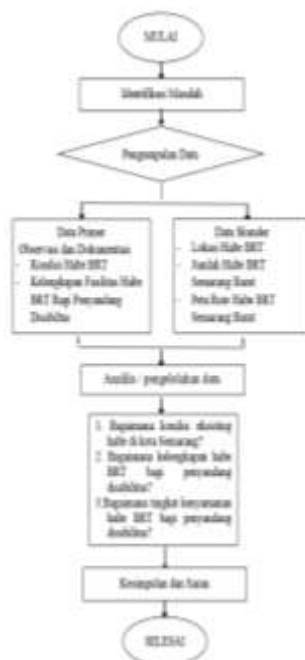 MULAI
Identifikasi Masalah
Pengumpulan Data
Data Primer
Observasi dan Dokumentasi
- Kondisi Halte BRT
- Kelengkapan Fasilitas Halte
BRT Bagi Penyandang
Disabilitas
Data Sekunder
- Lokasi Halte BRT
- Jumlah Halte BRT
Semarang Barat
- Peta Rute Halte BRT
Semarang Barat
Analisis / pengolahan data
1. Bagaimana kondisi eksisting
halte di kota Semarang?
2. Bagaimana kelengkapan halte
BRT bagi penyandang
disabilitas?
3.Bagaimana tingkat kenyamanan
halte BRT bagi penyandang
disabilitas?
Kesimpulan dan Saran
SELESAI